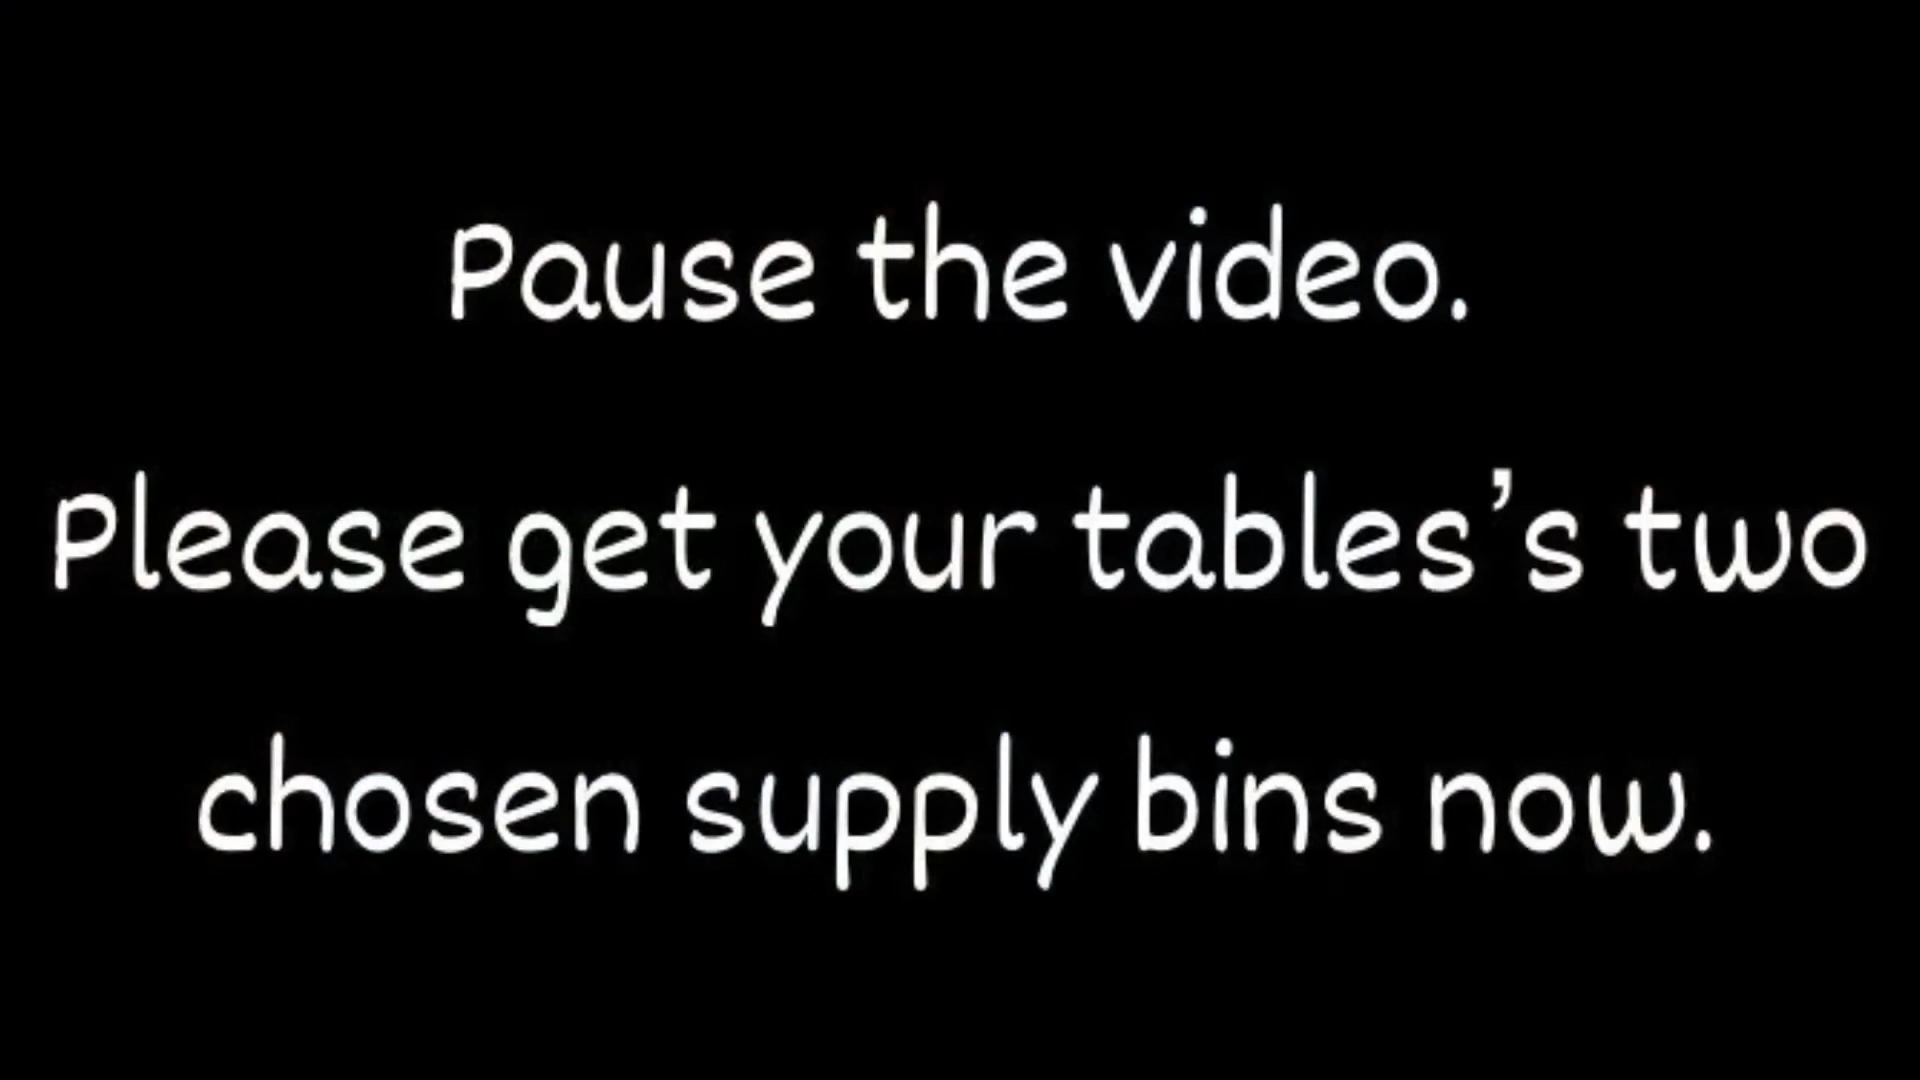 Pause the video.
Please get your tables's two
chosen supply bins now.